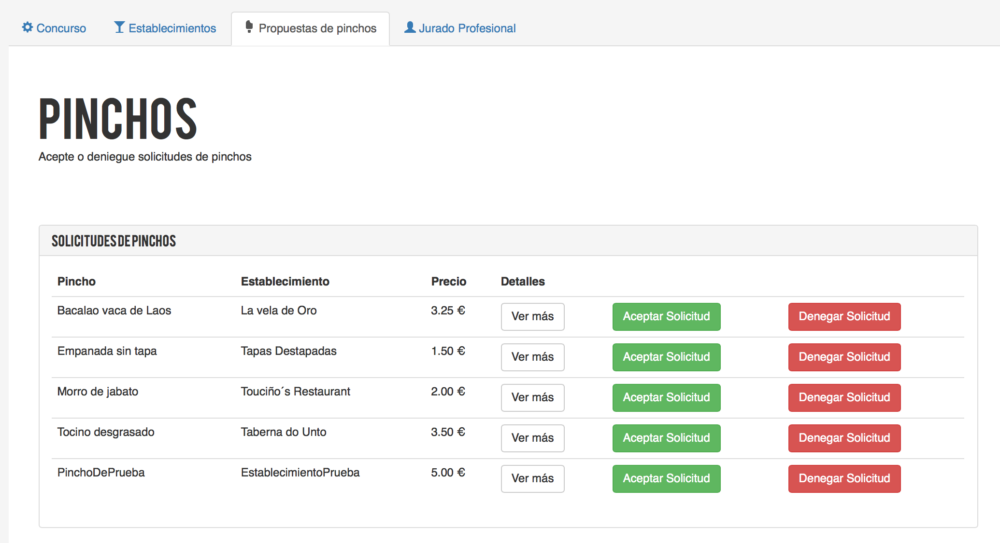 Concurso Establecimientos Propuestas de pinchos Jurado Profesional
PINCHOS
Acepte o deniegue solicitudes de pinchos
SOLICITUDES DE PINCHOS
Pincho Establecimiento Precio Detalles
Bacalao vaca de Laos La vela de Oro 3.25 € Ver más Aceptar Solicitud Denegar Solicitud
Empanada sin tapa Tapas Destapadas 1.50 € Ver más Aceptar Solicitud Denegar Solicitud
Morro de jabato Touciño´s Restaurant 2.00 € Ver más Aceptar Solicitud Denegar Solicitud
Tocino desgrasado Taberna do Unto 3.50 € Ver más Aceptar Solicitud Denegar Solicitud
PinchoDePrueba EstablecimientoPrueba 5.00 € Ver más Aceptar Solicitud Denegar Solicitud